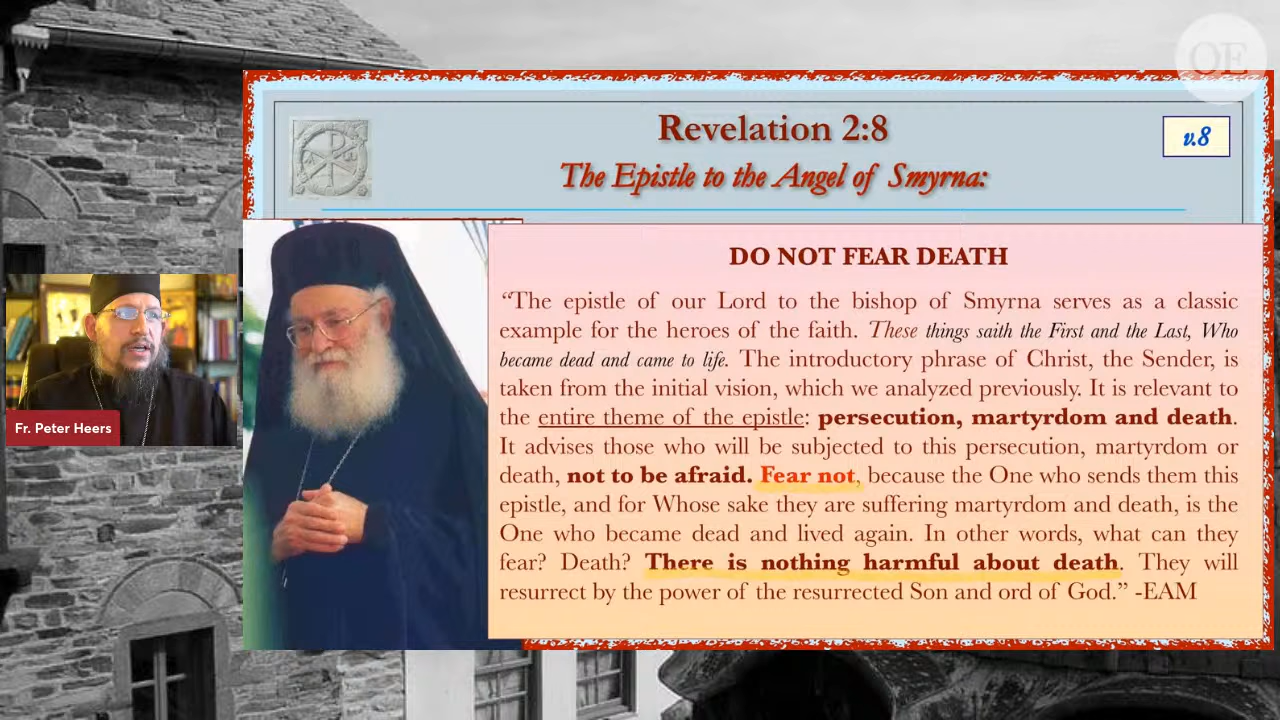 OE
Revelation 2:8
v.8
The Epistle to the Angel of Smyrna:
DO NOT FEAR DEATH
“The epistle of our Lord to the bishop of Smyrna serves as a classic
example for the heroes of the faith. These things saith the First and the Last, Who
became dead and came to life. The introductory phrase of Christ, the Sender, is
taken from the initial vision, which we analyzed previously. It is relevant to
the entire theme of the epistle: persecution, martyrdom and death.
It advises those who will be subjected to this persecution, martyrdom or
death, not to be afraid. Fear not, because the One who sends them this
epistle, and for Whose sake they are suffering martyrdom and death, is the
One who became dead and lived again. In other words, what can they
fear? Death? There is nothing harmful about death. They will
resurrect by the power of the resurrected Son and ord of God.” -EAM
Fr. Peter Heers